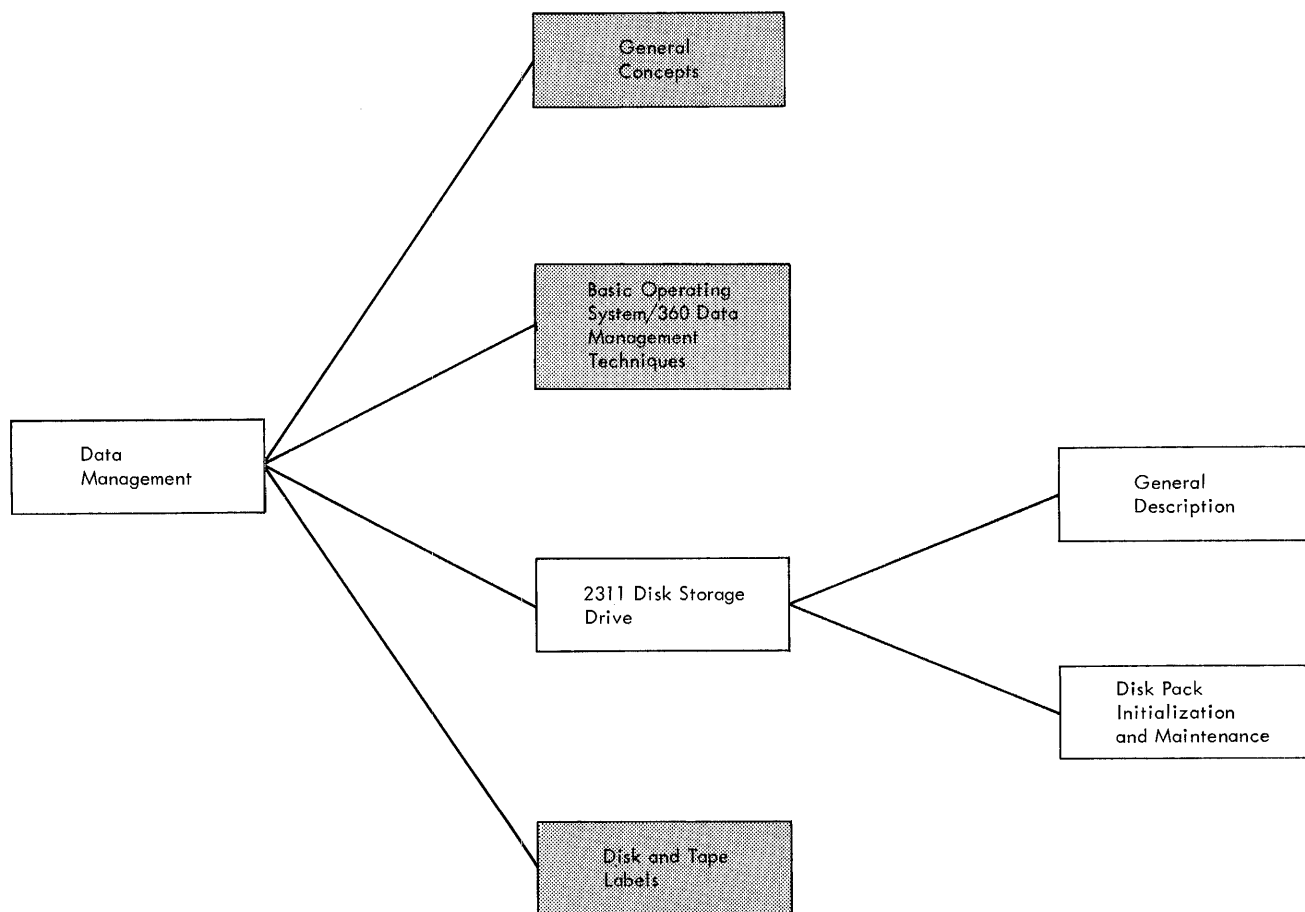 General
Concepts
Basic Operating
System/360 Data
Management
Techniques
Data
Management
General
Description
2311 Disk Storage
Drive
Disk Pack
Initialization
and Maintenance
Disk and Tape
Labels